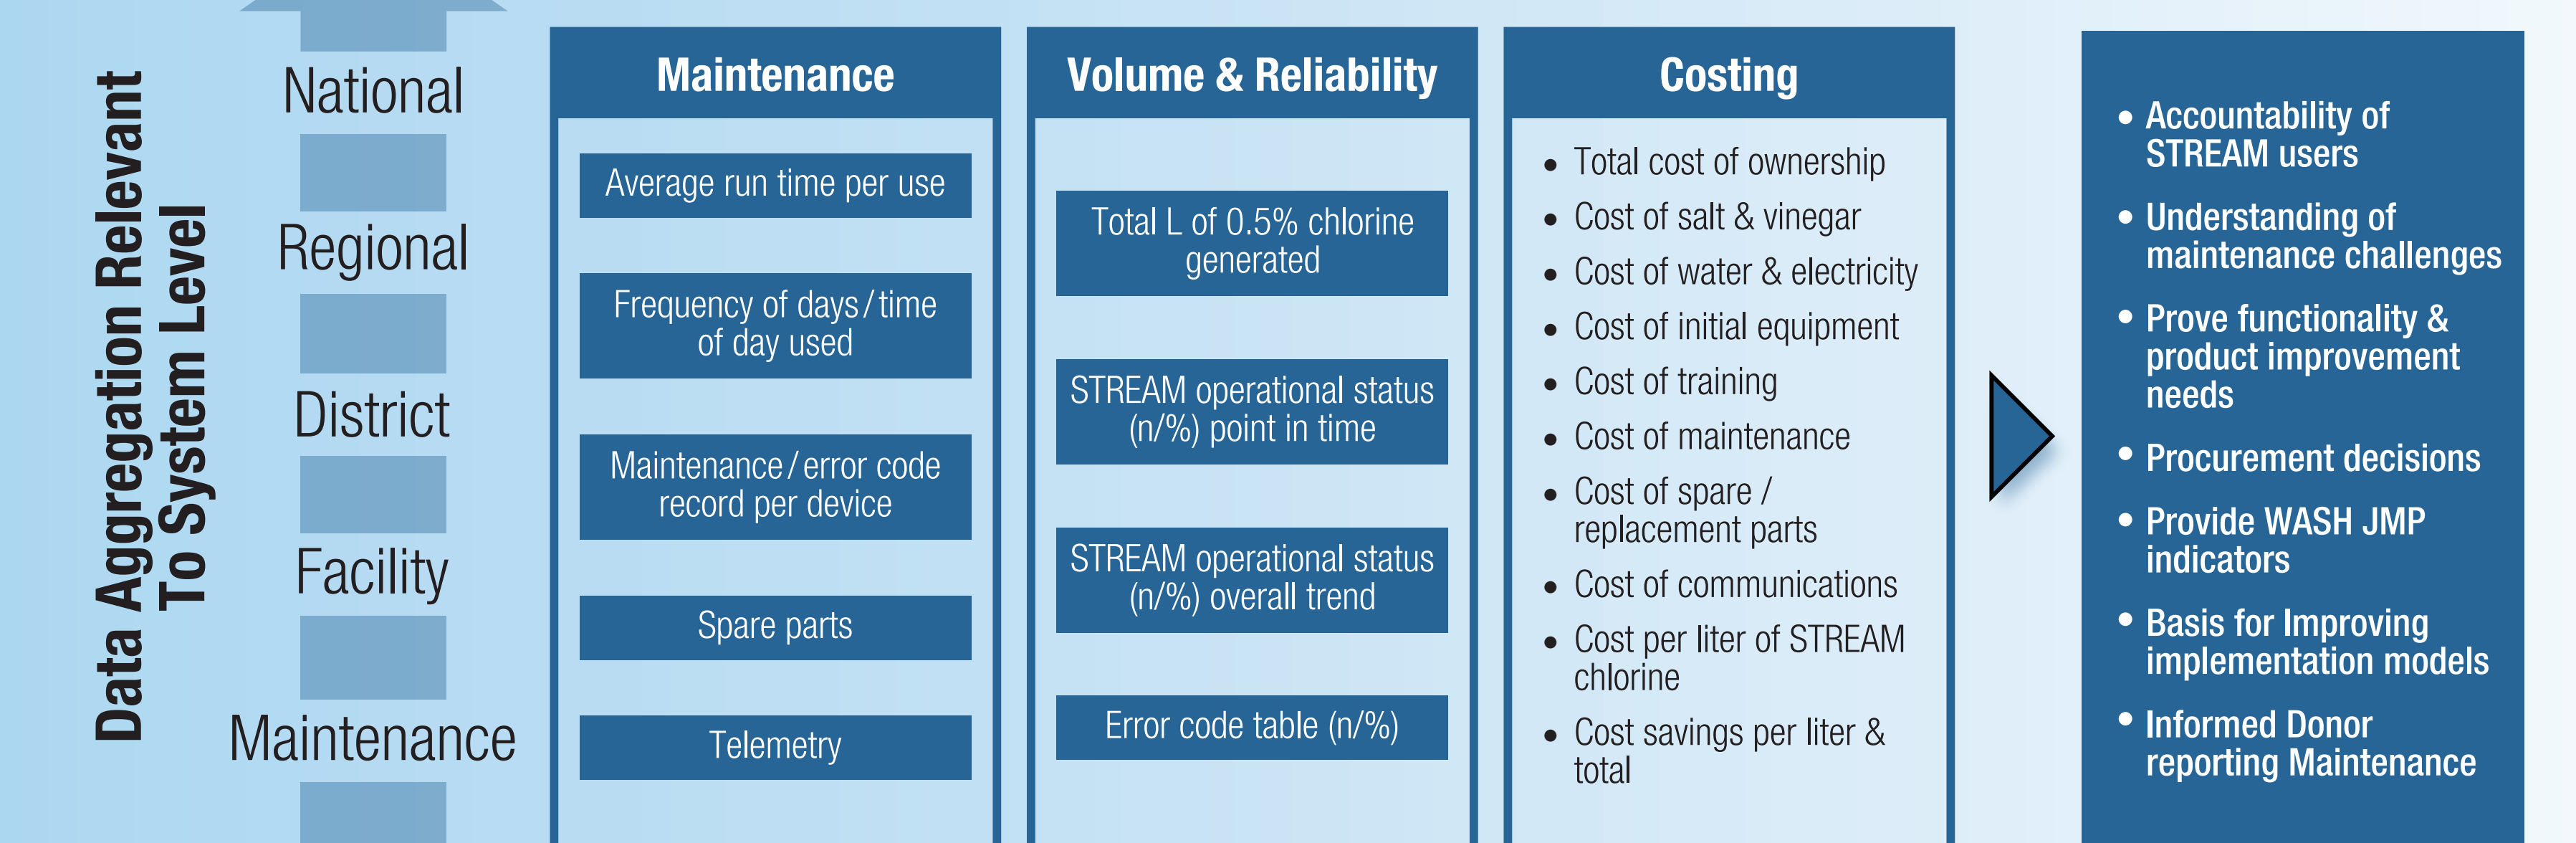 Data Aggregation Relevant
To System Level
National
Regional
District
Facility
Maintenance
Maintenance
Average run time per use
Frequency of days / time
of day used
Maintenance / error code
record per device
Spare parts
Telemetry
Volume & Reliability
Total L of 0.5% chlorine
generated
STREAM operational status
(n/%) point in time
STREAM operational status
(n/%) overall trend
Error code table (n/%)
Costing
• Total cost of ownership
• Cost of salt & vinegar
• Cost of water & electricity
• Cost of initial equipment
• Cost of training
• Cost of maintenance
• Cost of spare /
replacement parts
• Cost of communications
• Cost per liter of STREAM
chlorine
• Cost savings per liter &
total
• Accountability of
STREAM users
• Understanding of
maintenance challenges
• Prove functionality &
product improvement
needs
• Procurement decisions
• Provide WASH JMP
indicators
• Basis for Improving
implementation models
• Informed Donor
reporting Maintenance